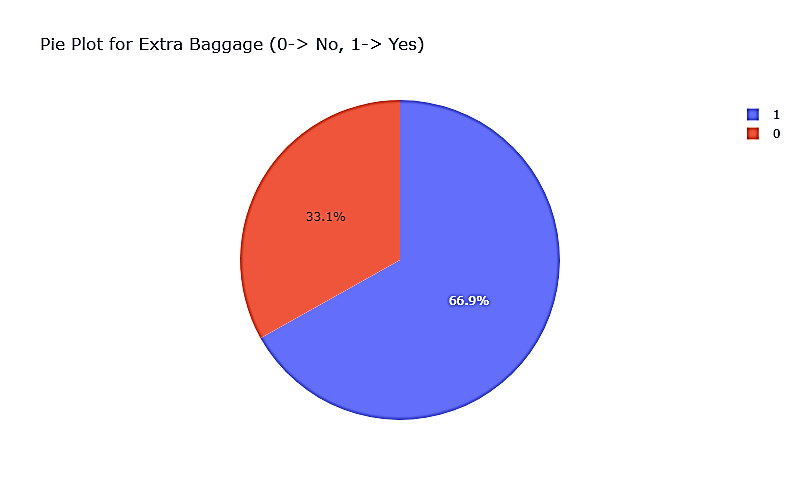 Pie Plot for Extra Baggage (0-> No, 1-> Yes)
1
0
33.1%
66.9%